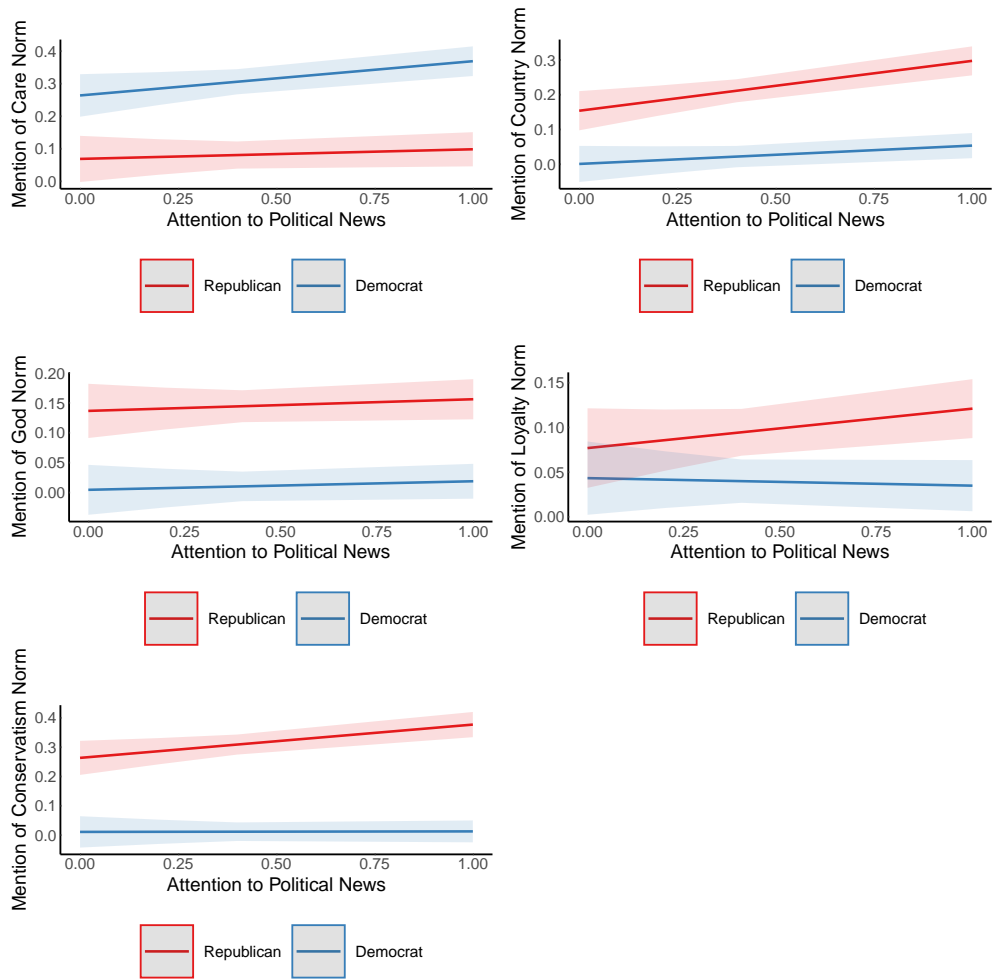 Mention of Care Norm
0.4
0.3
0.2
0.1
0.0
0.00 0.25 0.50 0.75 1.00
Attention to Political News
Republican Democrat
Mention of Country Norm
0.3
0.2
0.1
0.0
0.00 0.25 0.50 0.75 1.00
Attention to Political News
Republican Democrat
Mention of God Norm
0.20
0.15
0.10
0.05
0.00
0.00 0.25 0.50 0.75 1.00
Attention to Political News
Republican Democrat
Mention of Loyalty Norm
0.15
0.10
0.05
0.00
0.00 0.25 0.50 0.75 1.00
Attention to Political News
Republican Democrat
Mention of Conservatism Norm
0.4
0.3
0.2
0.1
0.0
0.00 0.25 0.50 0.75 1.00
Attention to Political News
Republican Democrat